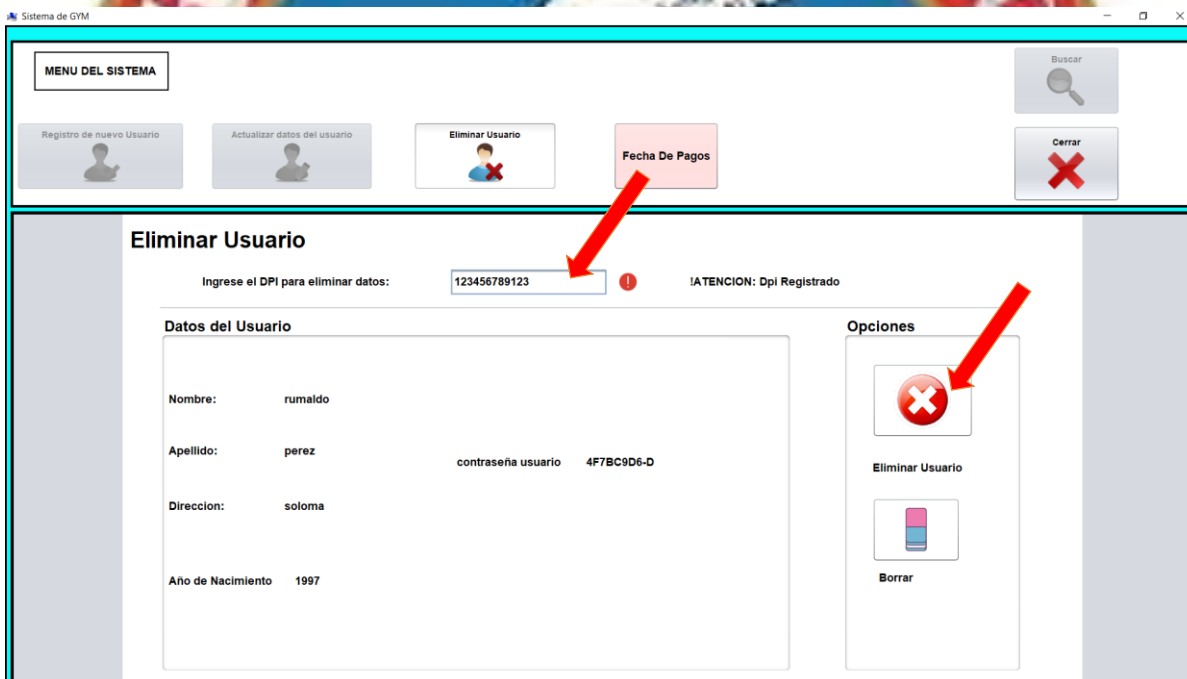 Sistema de GYM
MENU DEL SISTEMA
Buscar
Registro de nuevo Usuario
Actualizar datos del usuario
Eliminar Usuario
Fecha De Pagos
Cerrar
Eliminar Usuario
Ingrese el DPI para eliminar datos:
123456789123
!ATENCION: Dpi Registrado
Datos del Usuario
Opciones
Nombre: rumaldo
Apellido: perez
contraseña usuario 4F7BC9D6-D
Eliminar Usuario
Direccion: soloma
Año de Nacimiento 1997
Borrar